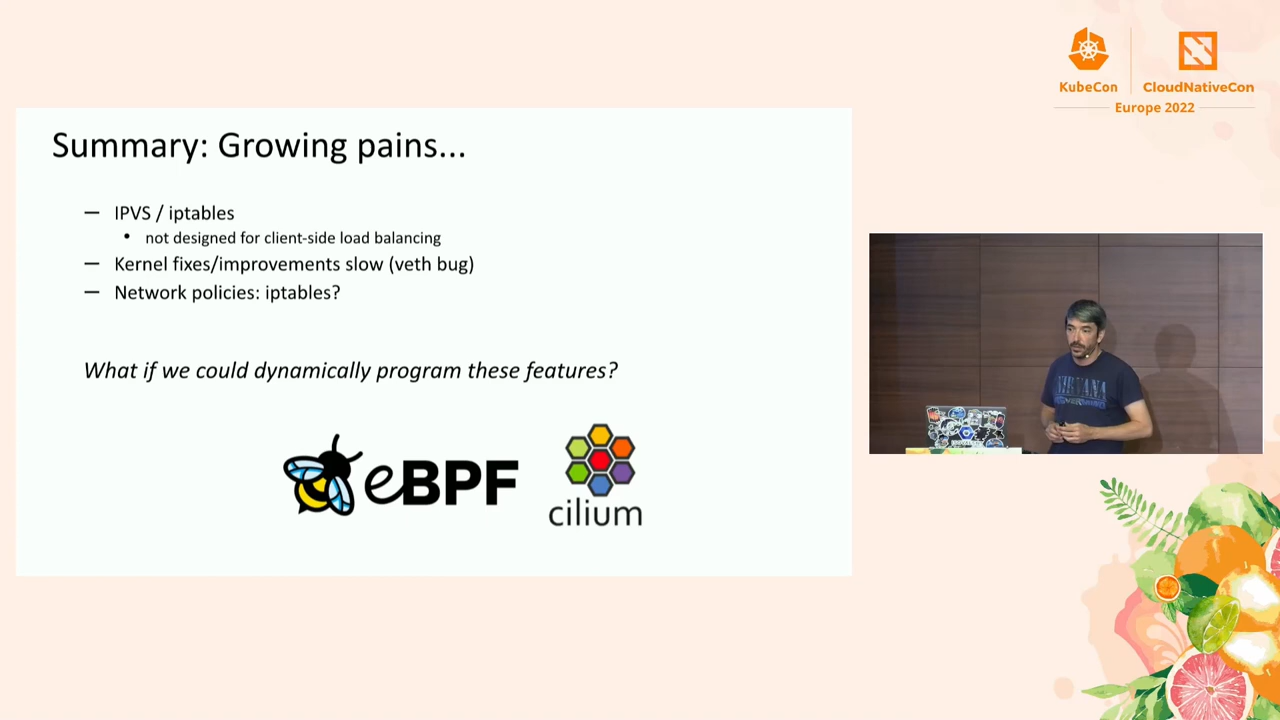 KubeCon
CloudNativeCon
Europe 2022
Summary: Growing pains...
— IPVS / iptables
• not designed for client-side load balancing
— Kernel fixes/improvements slow (veth bug)
— Network policies: iptables?
What if we could dynamically program these features?
eBPF
cilium
NIRVANA